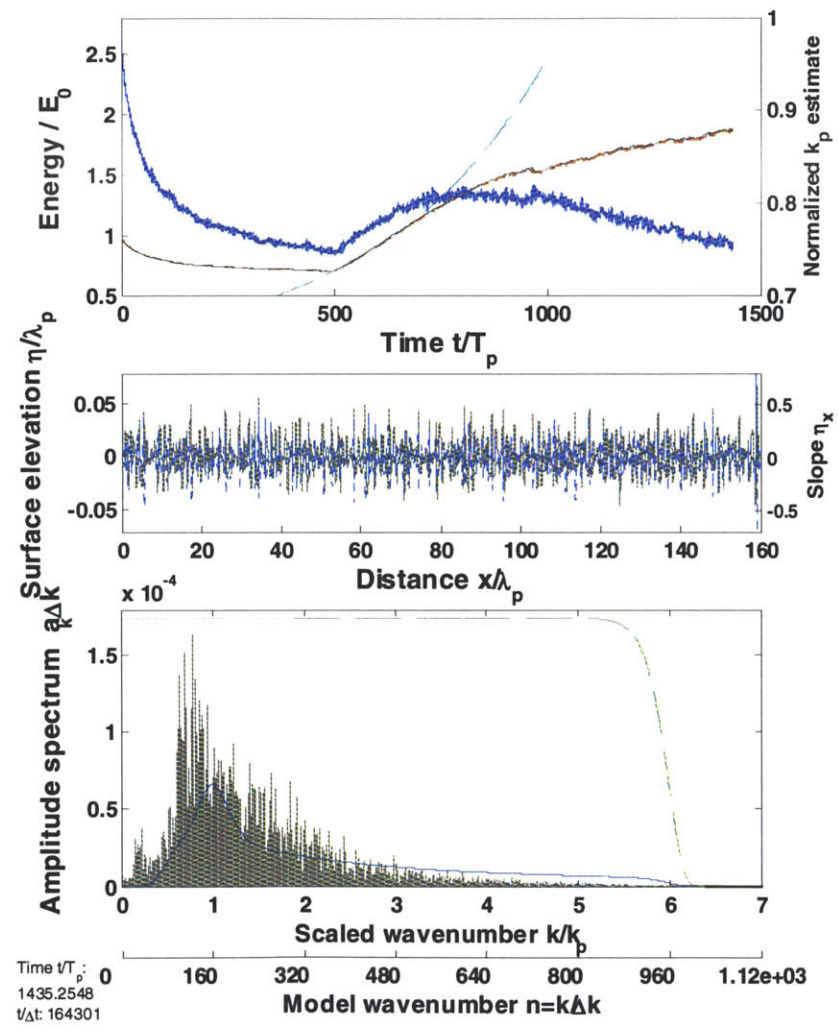 1
2.5
2
1.5
1
0.5
Energy / E0
0.9
0.8
0.7
Normalized kp estimate
0 500 1000 1500
Time t/Tp
0.05
0
-0.05
Surface elevation η/λp
0.5
0
-0.5
Slope ηx
0 20 40 60 80 100 120 140 160
Distance x/λp
x 10^-4
1.5
1
0.5
0
Amplitude spectrum akΔk
0 1 2 3 4 5 6 7
Scaled wavenumber k/kp
0 160 320 480 640 800 960 1.12e+03
Model wavenumber n=k/Δk
Time t/Tp:
1435.2548
t/Δt: 164301